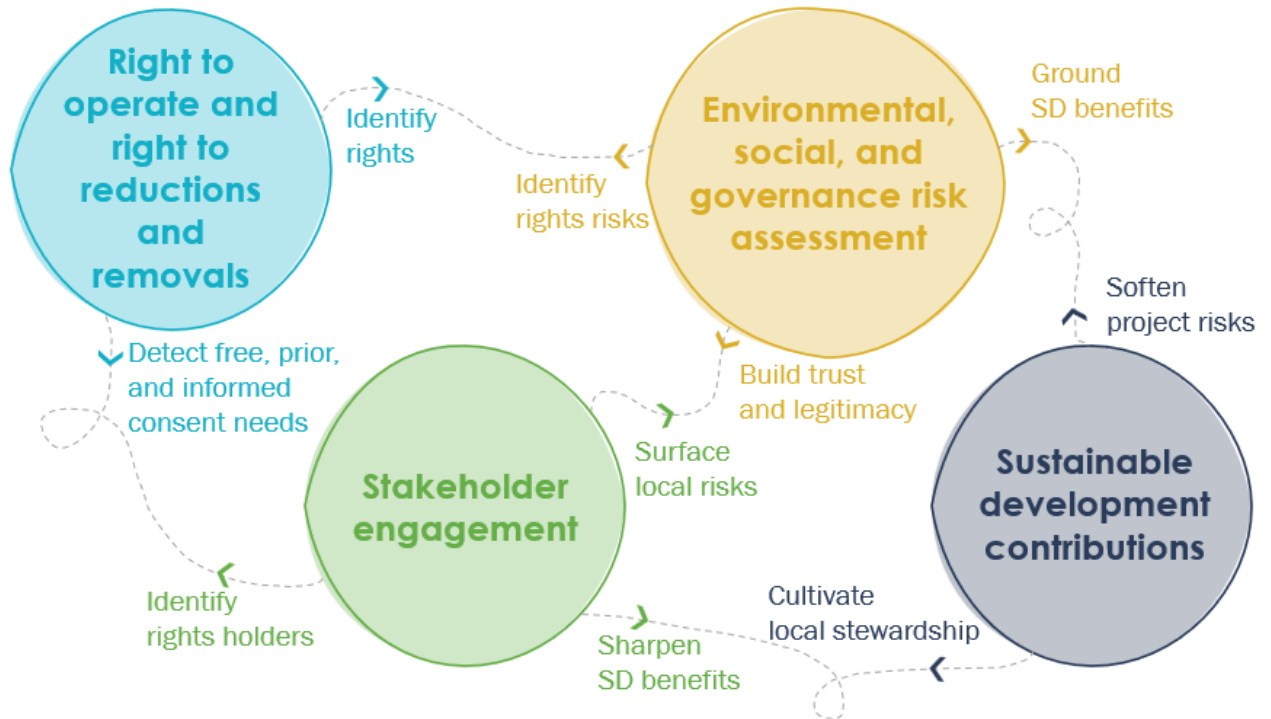 Right to
operate and
right to
reductions
and
removals
Identify
rights
Identify
rights risks
Environmental,
social, and
governance risk
assessment
Ground
SD benefits
Soften
project risks
Detect free, prior,
and informed
consent needs
Build trust
and legitimacy
Stakeholder
engagement
Surface
local risks
Sustainable
development
contributions
Identify
rights holders
Sharpen
SD benefits
Cultivate
local stewardship